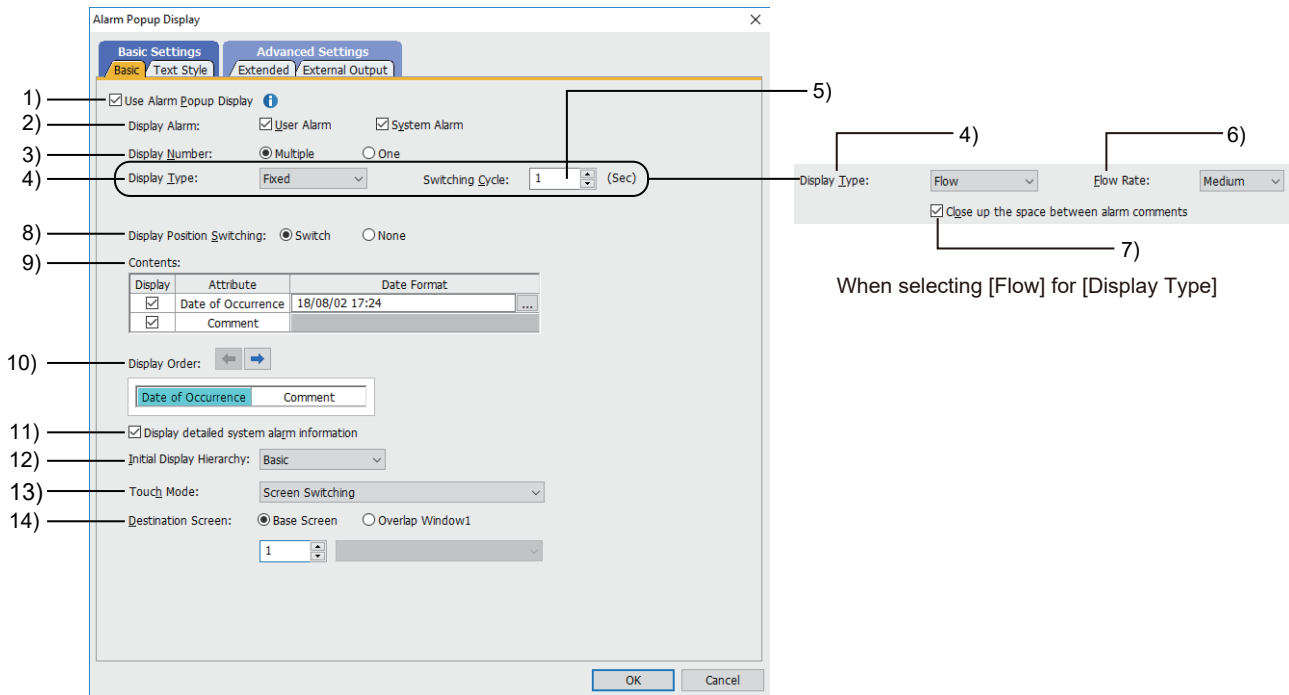 Alarm Popup Display
Basic Settings Advanced Settings
Basic Text Style Extended External Output
1) Use Alarm Popup Display
2) Display Alarm: User Alarm System Alarm
3) Display Number: Multiple One
4) Display Type: Fixed Switching Cycle: 1 (Sec)
5)
8) Display Position Switching: Switch None
9) Contents:
Display Attribute Date Format
Date of Occurrence 18/08/02 17:24 ...
Comment
10) Display Order:
Date of Occurrence Comment
11) Display detailed system alarm information
12) Initial Display Hierarchy: Basic
13) Touch Mode: Screen Switching
14) Destination Screen: Base Screen Overlap Window1
1
OK Cancel
4) 6)
Display Type: Flow Flow Rate: Medium
Close up the space between alarm comments
7)
When selecting [Flow] for [Display Type]